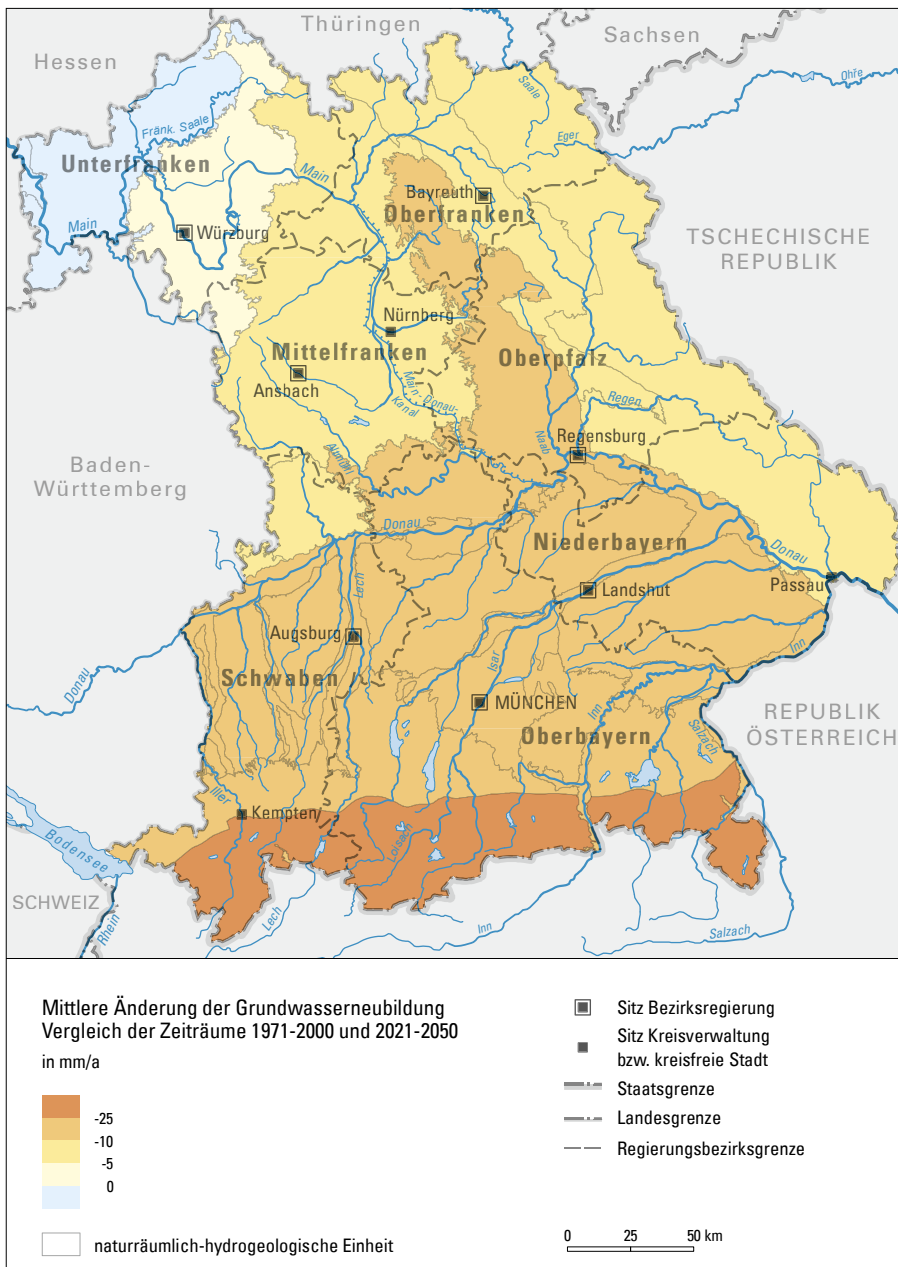 Thüringen
Sachsen
Hessen
Ohře
Saale
Fränk. Saale
Eger
Unterfranken
Main
Bayreuth
Oberfranken
Main
Würzburg
TSCHECHISCHE
REPUBLIK
Nürnberg
Mittelfranken
Oberpfalz
Ansbach
Main-Donau-
Kanal
Regen
Naab
Regensburg
Baden-
Württemberg
Altmühl
Donau
Niederbayern
Donau
Lech
Landshut
Passau
Augsburg
Isar
Inn
Schwaben
Donau
MÜNCHEN
Inn
Oberbayern
Salzach
REPUBLIK
ÖSTERREICH
Iller
Kempten
Loisach
Bodensee
SCHWEIZ
Rhein
Lech
Inn
Salzach
Mittlere Änderung der Grundwasserneubildung
Vergleich der Zeiträume 1971-2000 und 2021-2050
in mm/a
-25
-10
-5
0
naturräumlich-hydrogeologische Einheit
Sitz Bezirksregierung
Sitz Kreisverwaltung
bzw. kreisfreie Stadt
Staatsgrenze
Landesgrenze
Regierungsbezirksgrenze
0 25 50 km